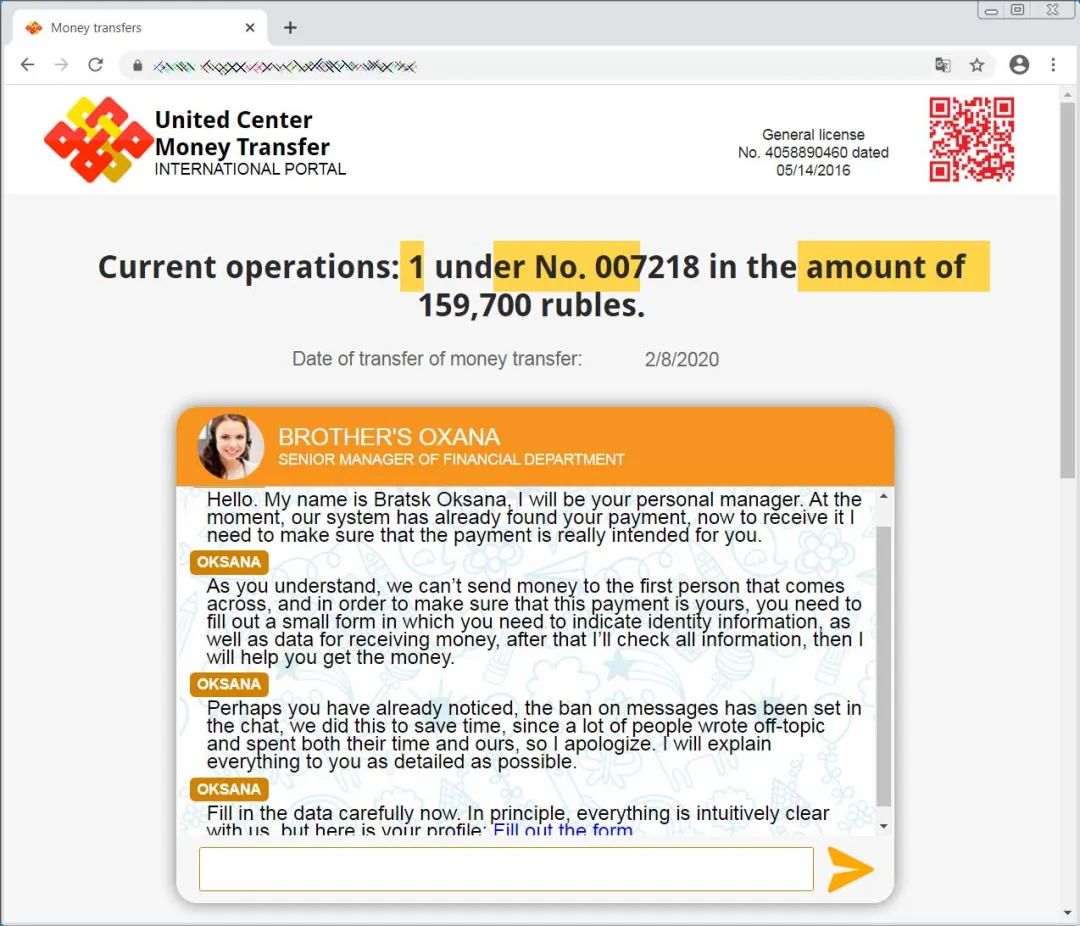 Money transfers
United Center
Money Transfer
INTERNATIONAL PORTAL
General license
No. 4058890460 dated
05/14/2016
Current operations: 1 under No. 007218 in the amount of
159,700 rubles.
Date of transfer of money transfer: 2/8/2020
BROTHER'S OXANA
SENIOR MANAGER OF FINANCIAL DEPARTMENT
Hello. My name is Bratsk Oksana, I will be your personal manager. At the
moment, our system has already found your payment, now to receive it I
need to make sure that the payment is really intended for you.
OKSANA
As you understand, we can't send money to the first person that comes
across, and in order to make sure that this payment is yours, you need to
fill out a small form in which you need to indicate identity information, as
well as data for receiving money, after that I'll check all information, then I
will help you get the money.
OKSANA
Perhaps you have already noticed, the ban on messages has been set in
the chat, we did this to save time, since a lot of people wrote off-topic
and spent both their time and ours, so I apologize. I will explain
everything to you as detailed as possible.
OKSANA
Fill in the data carefully now. In principle, everything is intuitively clear
with us, but here is your profile: Fill out the form